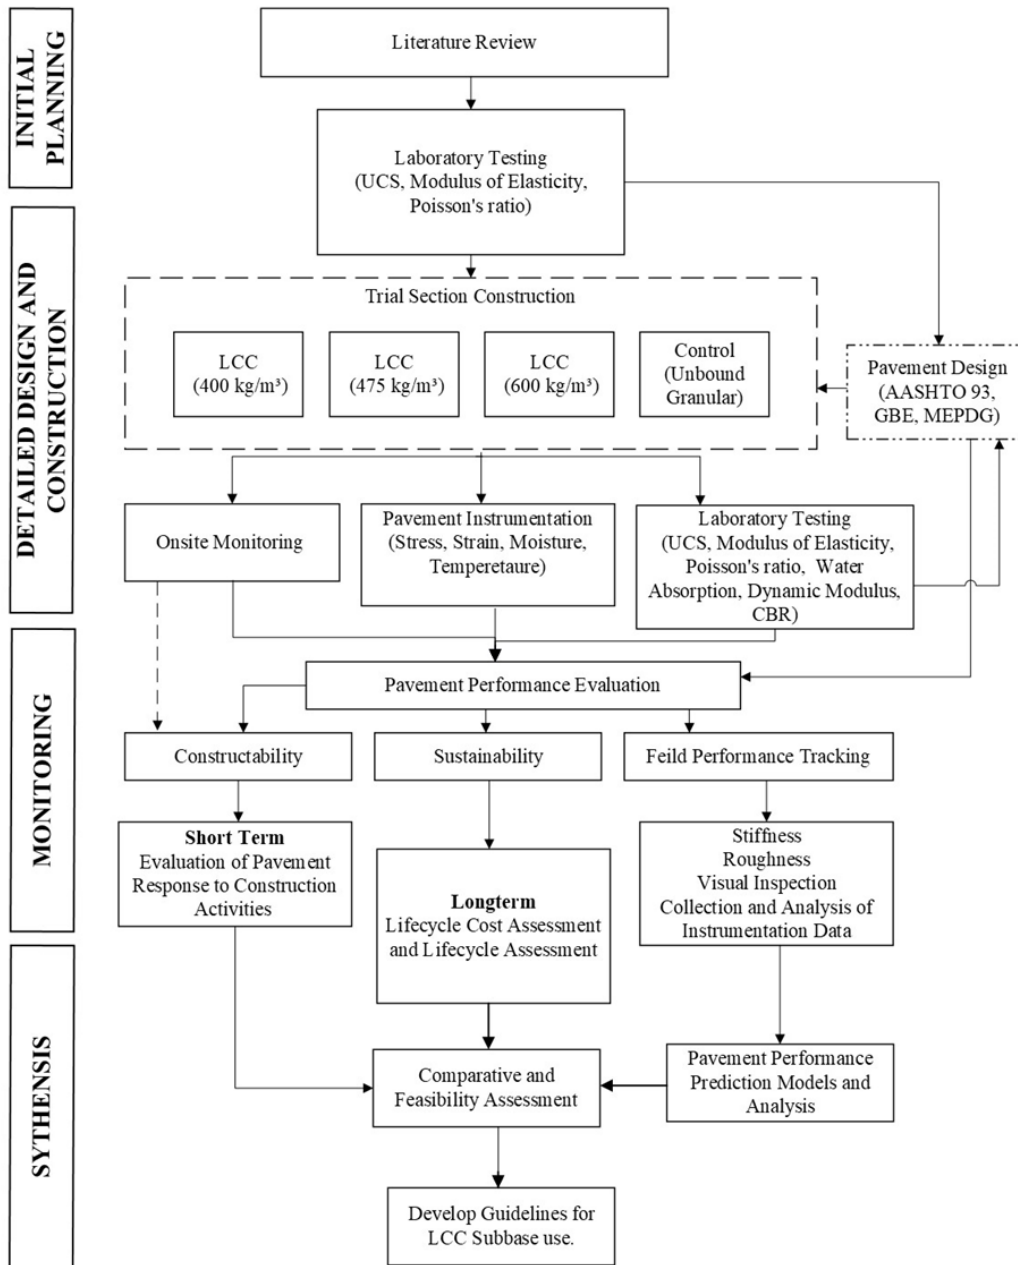 INITIAL
PLANNING
Literature Review
Laboratory Testing
(UCS, Modulus of Elasticity,
Poisson's ratio)
DETAILED DESIGN AND
CONSTRUCTION
Trial Section Construction
LCC
(400 kg/m³)
LCC
(475 kg/m³)
LCC
(600 kg/m³)
Control
(Unbound
Granular)
Pavement Design
(AASHTO 93,
GBE, MEPDG)
Onsite Monitoring
Pavement Instrumentation
(Stress, Strain, Moisture,
Temperetaure)
Laboratory Testing
(UCS, Modulus of Elasticity,
Poisson's ratio, Water
Absorption, Dynamic Modulus,
CBR)
MONITORING
Pavement Performance Evaluation
Constructability
Sustainability
Feild Performance Tracking
Short Term
Evaluation of Pavement
Response to Construction
Activities
Longterm
Lifecycle Cost Assessment
and Lifecycle Assessment
Stiffness
Roughness
Visual Inspection
Collection and Analysis of
Instrumentation Data
SYTHENSIS
Comparative and
Feasibility Assessment
Pavement Performance
Prediction Models and
Analysis
Develop Guidelines for
LCC Subbase use.